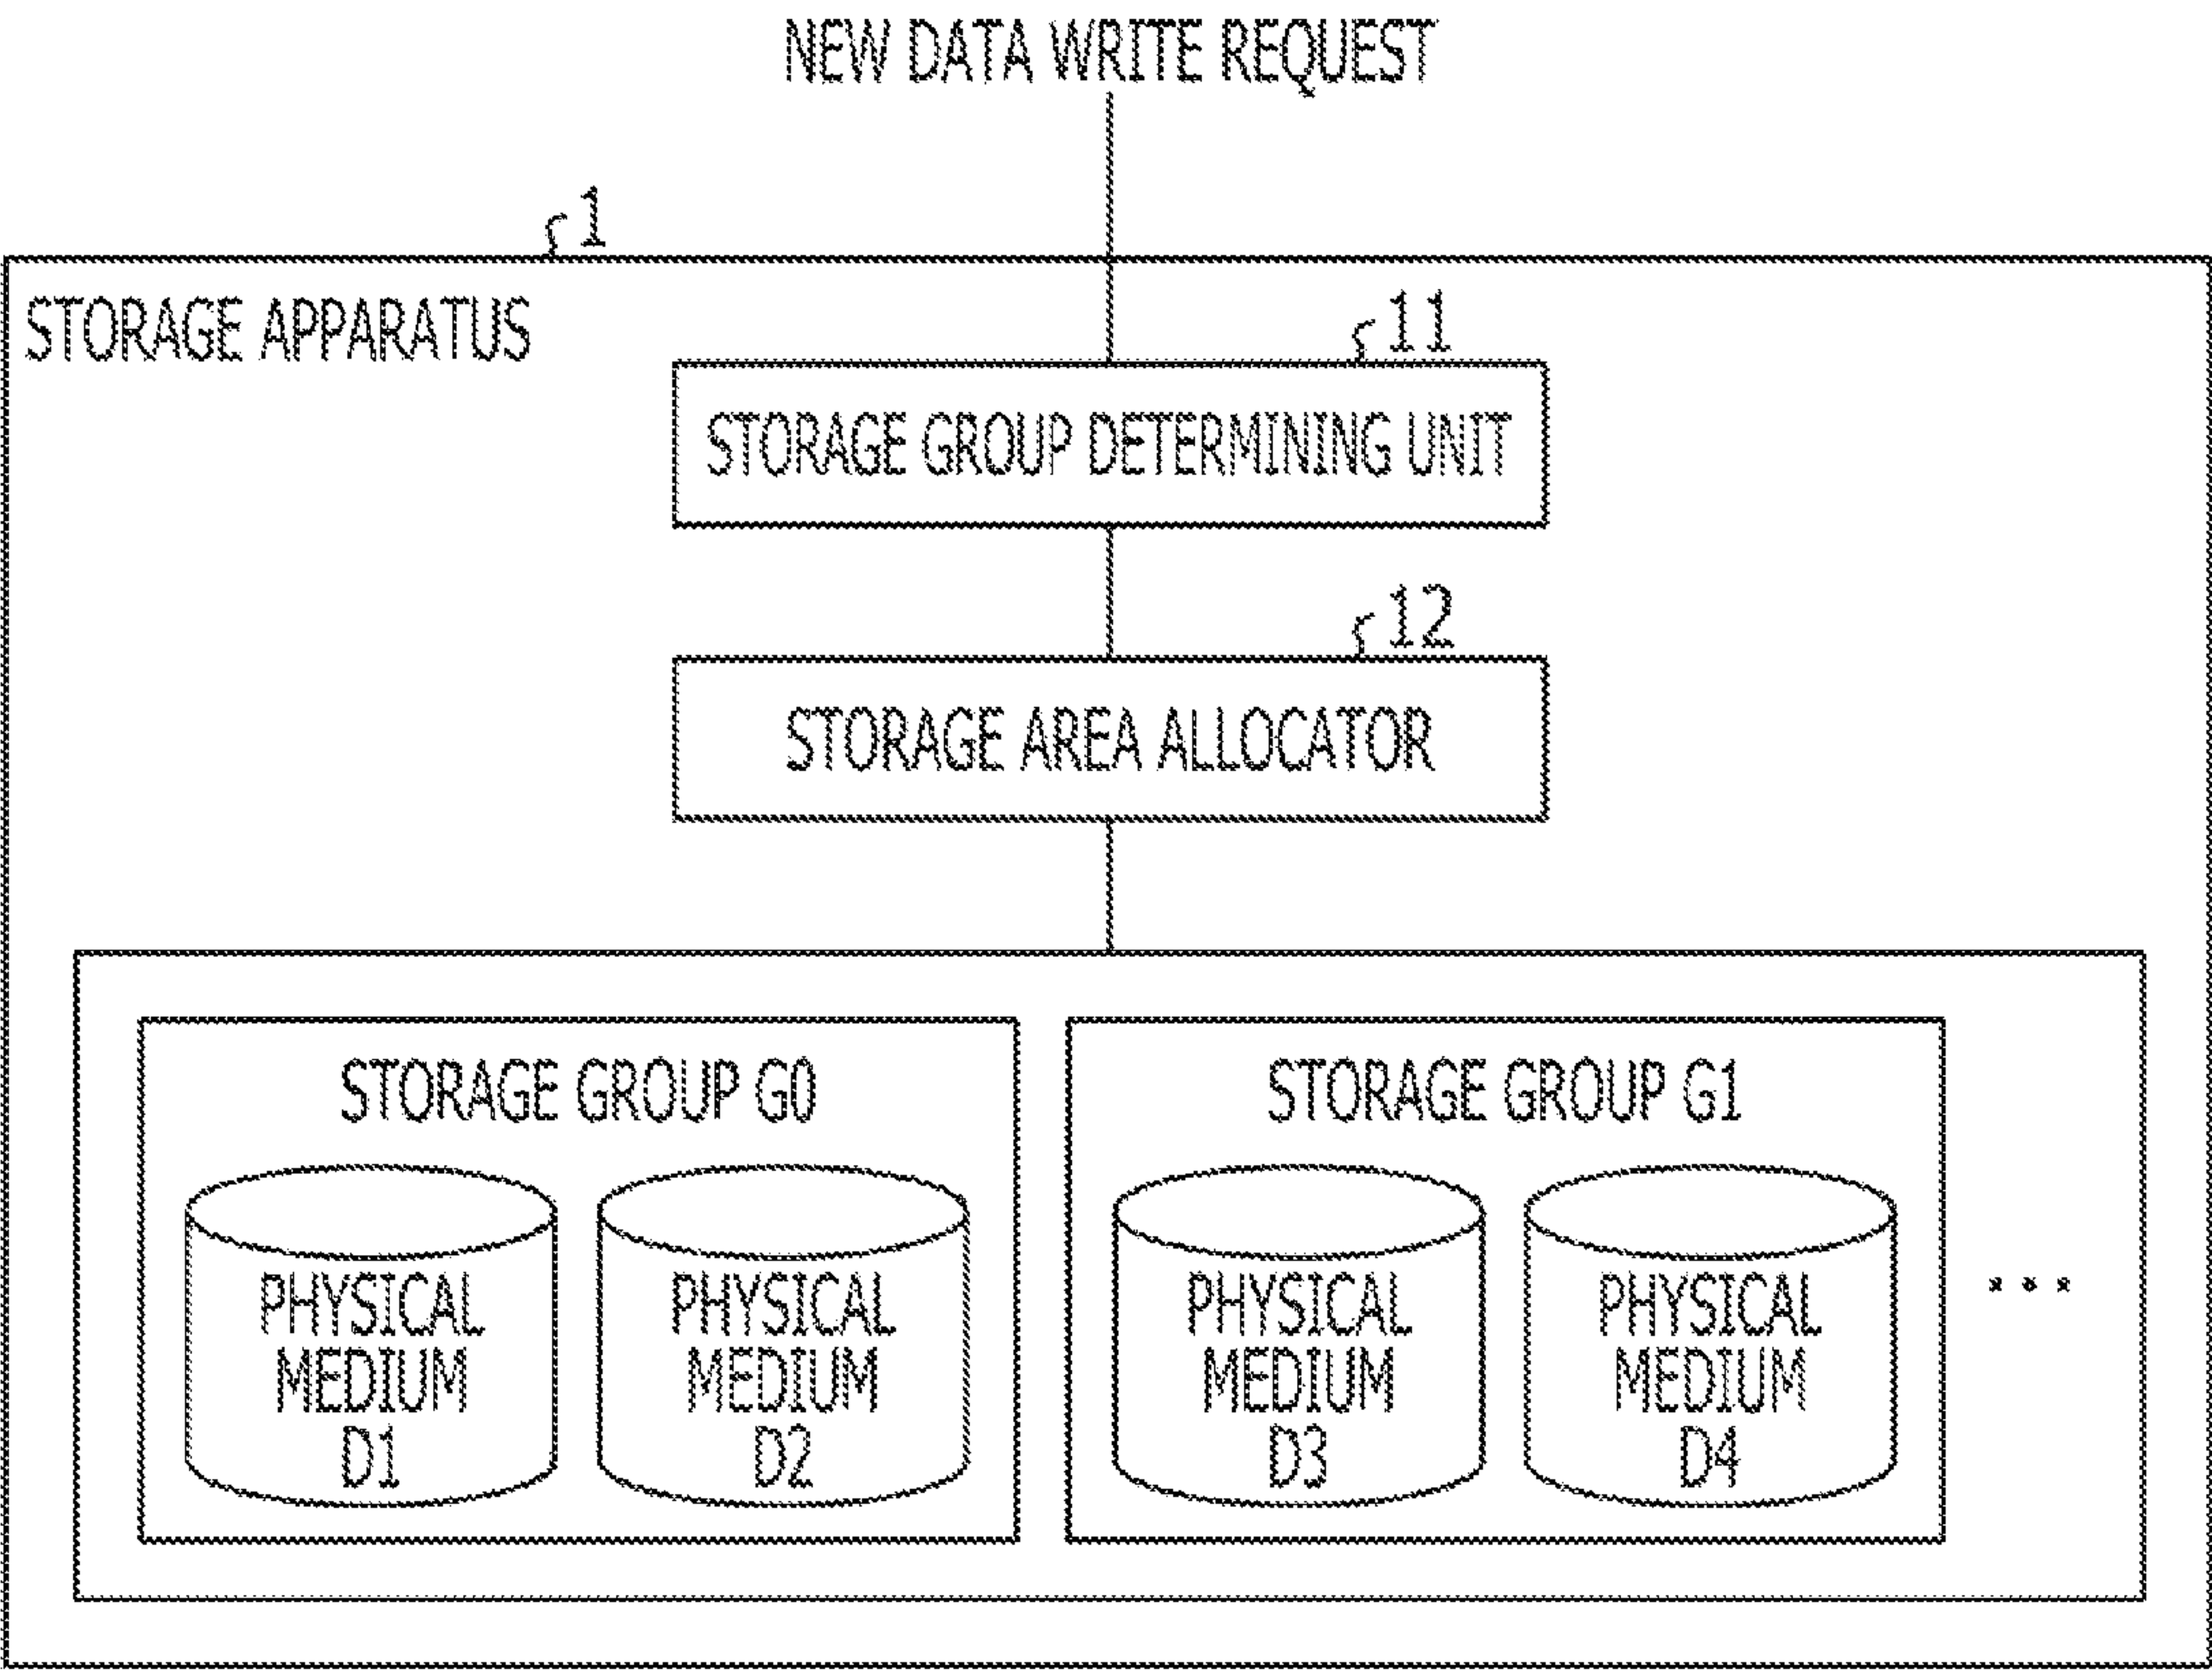 NEW DATA WRITE REQUEST
1
STORAGE APPARATUS
11
STORAGE GROUP DETERMINING UNIT
12
STORAGE AREA ALLOCATOR
STORAGE GROUP G0
PHYSICAL
MEDIUM
D1
PHYSICAL
MEDIUM
D2
STORAGE GROUP G1
PHYSICAL
MEDIUM
D3
PHYSICAL
MEDIUM
D4
...